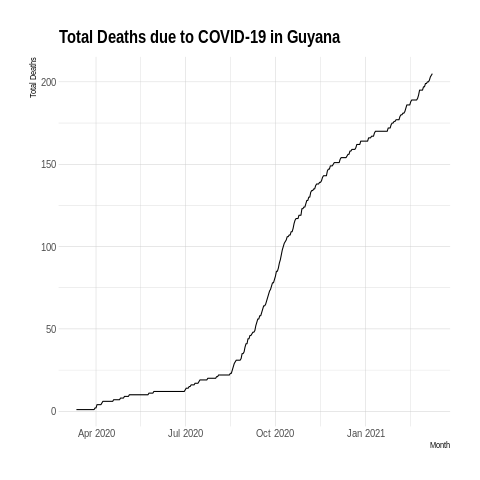 Total Deaths due to COVID-19 in Guyana
Total Deaths
200
150
100
50
0
Apr 2020 Jul 2020 Oct 2020 Jan 2021
Month